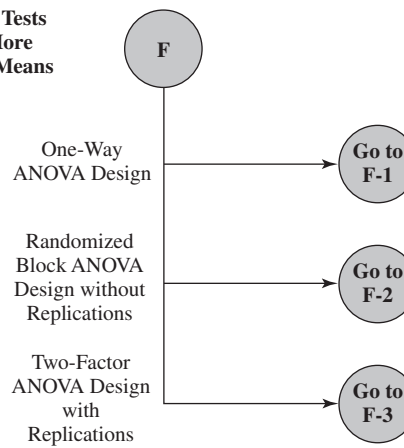 Tests
More
Means
F
One-Way
ANOVA Design
Go to
F-1
Randomized
Block ANOVA
Design without
Replications
Go to
F-2
Two-Factor
ANOVA Design
with
Replications
Go to
F-3